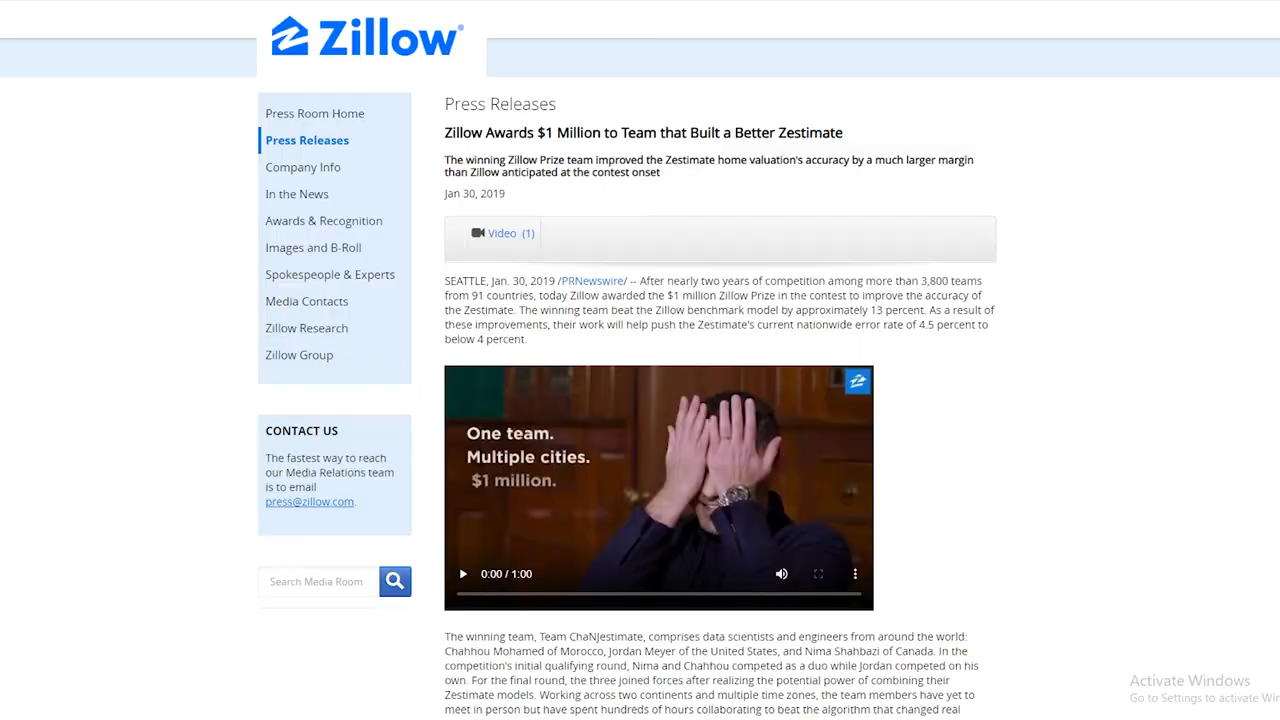 Zillow
Press Room Home
Press Releases
Company Info
In the News
Awards & Recognition
Images and B-Roll
Spokespeople & Experts
Media Contacts
Zillow Research
Zillow Group
CONTACT US
The fastest way to reach
our Media Relations team
is to email
press@zillow.com.
Search Media Room
Press Releases
Zillow Awards $1 Million to Team that Built a Better Zestimate
The winning Zillow Prize team improved the Zestimate home valuation's accuracy by a much larger margin
than Zillow anticipated at the contest onset
Jan 30, 2019
Video (1)
SEATTLE, Jan. 30, 2019 /PRNewswire/ -- After nearly two years of competition among more than 3,800 teams
from 91 countries, today Zillow awarded the $1 million Zillow Prize in the contest to improve the accuracy of
the Zestimate. The winning team beat the Zillow benchmark model by approximately 13 percent. As a result of
these improvements, their work will help push the Zestimate's current nationwide error rate of 4.5 percent to
below 4 percent.
One team.
Multiple cities.
$1 million.
0:00 / 1:00
The winning team, Team ChaNJestimate, comprises data scientists and engineers from around the world:
Chahhou Mohamed of Morocco, Jordan Meyer of the United States, and Nima Shahbazi of Canada. In the
competition's initial qualifying round, Nima and Chahhou competed as a duo while Jordan competed on his
own. For the final round, the three joined forces after realizing the potential power of combining their
Zestimate models. Working across two continents and multiple time zones, the team members have yet to
meet in person but have spent hundreds of hours collaborating to beat the algorithm that changed real
Activate Windows
Go to Settings to activate Win